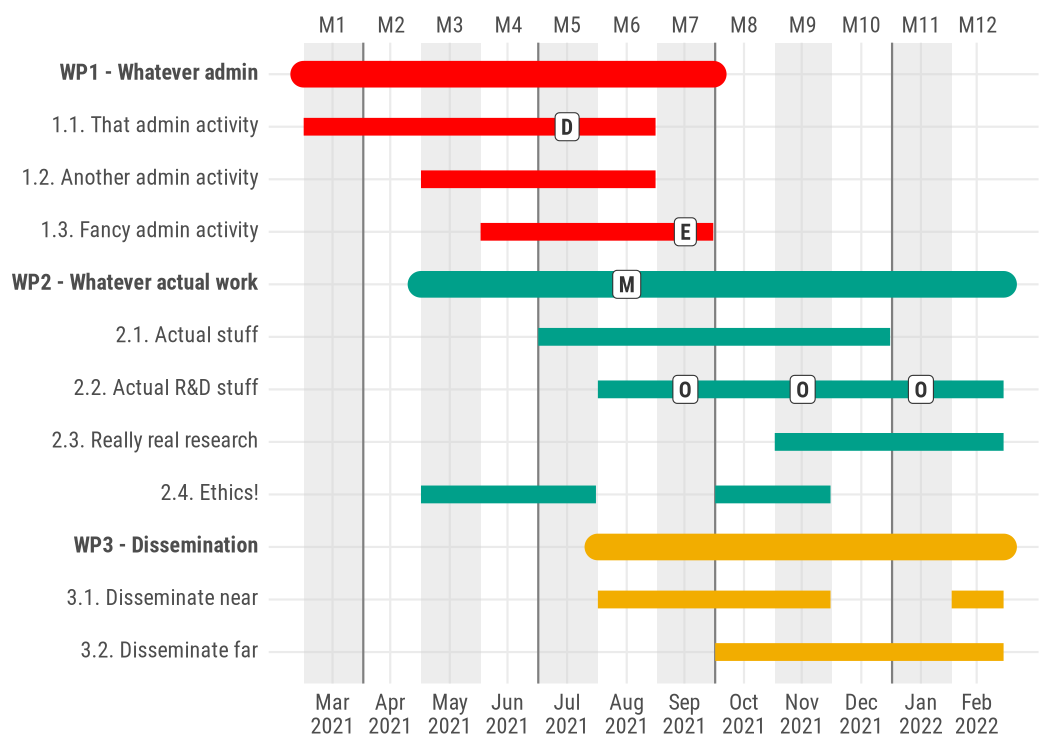 M1 M2 M3 M4 M5 M6 M7 M8 M9 M10 M11 M12
WP1 - Whatever admin
1.1. That admin activity D
1.2. Another admin activity
1.3. Fancy admin activity E
WP2 - Whatever actual work M
2.1. Actual stuff
2.2. Actual R&D stuff O O O
2.3. Really real research
2.4. Ethics!
WP3 - Dissemination
3.1. Disseminate near
3.2. Disseminate far
Mar Apr May Jun Jul Aug Sep Oct Nov Dec Jan Feb
2021 2021 2021 2021 2021 2021 2021 2021 2021 2021 2022 2022